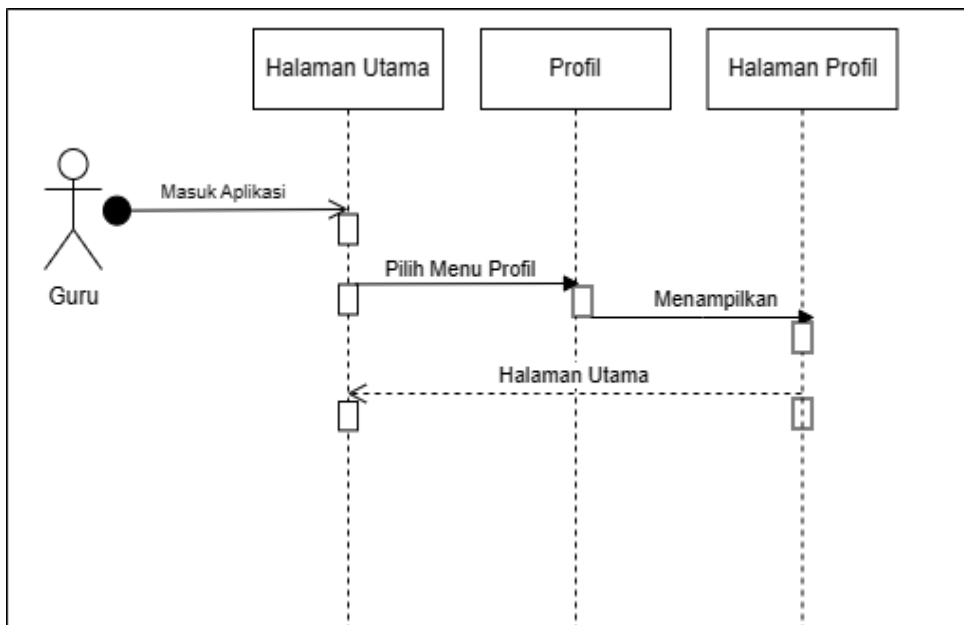 Halaman Utama
Profil
Halaman Profil
Masuk Aplikasi
Guru
Pilih Menu Profil
Menampilkan
Halaman Utama